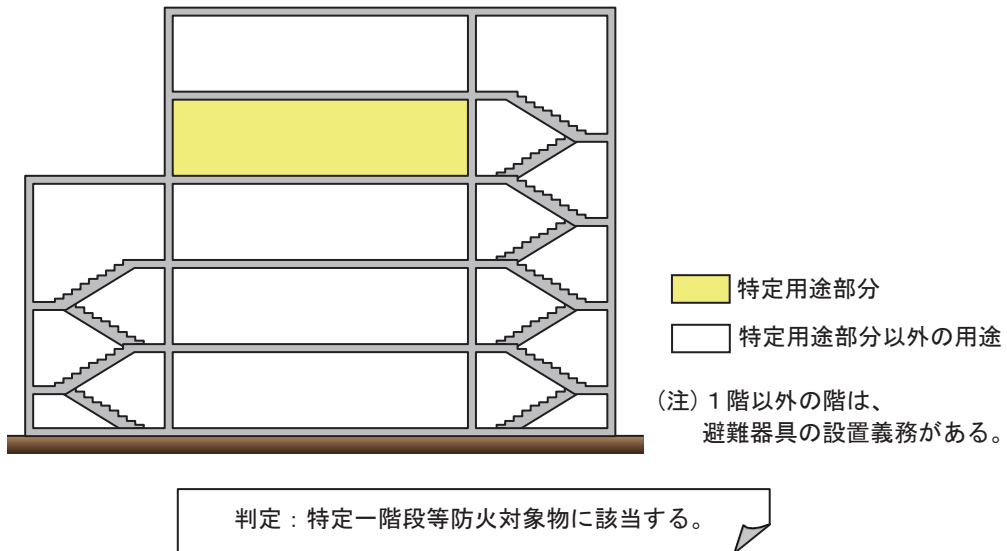 特定用途部分
特定用途部分以外の用途
(注)1階以外の階は、
避難器具の設置義務がある。
判定：特定一階段等防火対象物に該当する。